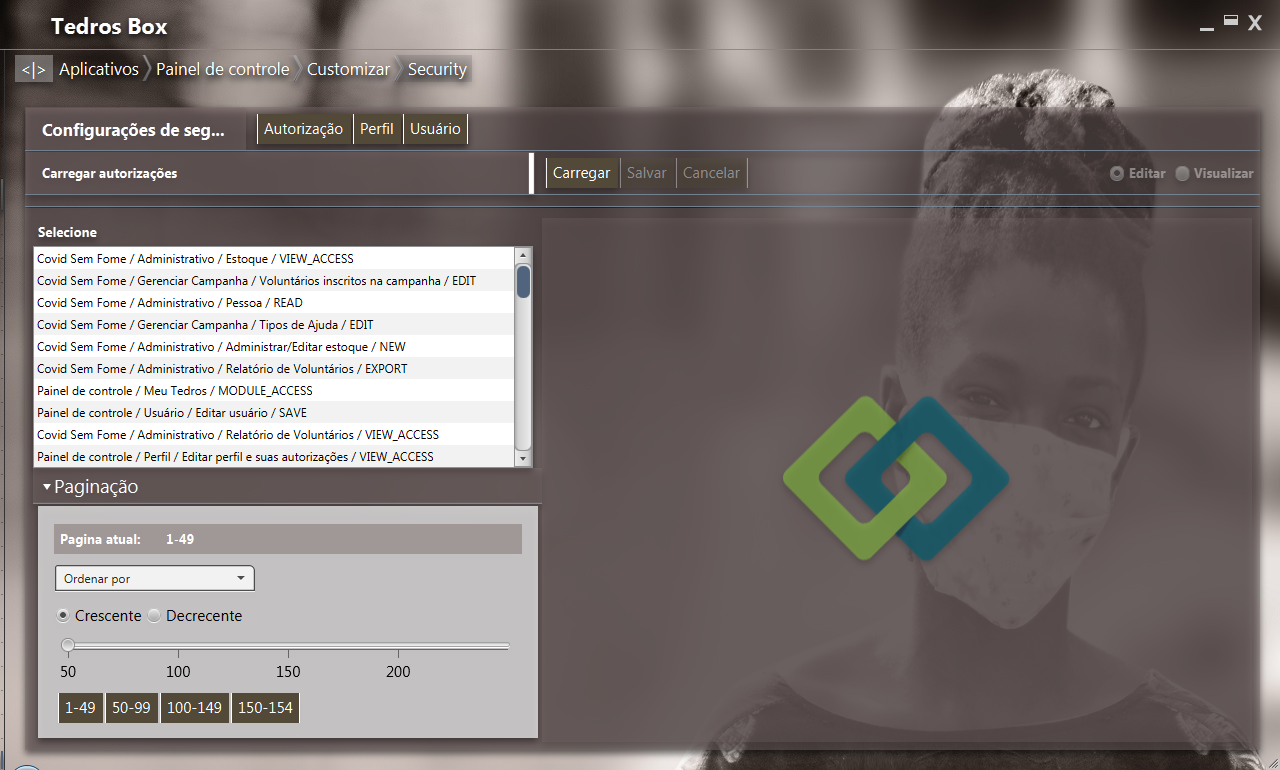 Tedros Box
<|> Aplicativos Painel de controle Customizar Security
Configurações de seg... Autorização Perfil Usuário
Carregar autorizações Carregar Salvar Cancelar Editar Visualizar
Selecione
Covid Sem Fome / Administrativo / Estoque / VIEW_ACCESS
Covid Sem Fome / Gerenciar Campanha / Voluntários inscritos na campanha / EDIT
Covid Sem Fome / Administrativo / Pessoa / READ
Covid Sem Fome / Gerenciar Campanha / Tipos de Ajuda / EDIT
Covid Sem Fome / Administrativo / Administrar/Editar estoque / NEW
Covid Sem Fome / Administrativo / Relatório de Voluntários / EXPORT
Painel de controle / Meu Tedros / MODULE_ACCESS
Painel de controle / Usuário / Editar usuário / SAVE
Covid Sem Fome / Administrativo / Relatório de Voluntários / VIEW_ACCESS
Painel de controle / Perfil / Editar perfil e suas autorizações / VIEW_ACCESS
Paginação
Pagina atual: 1-49
Ordenar por
Crescente Decrecente
50 100 150 200
1-49 50-99 100-149 150-154